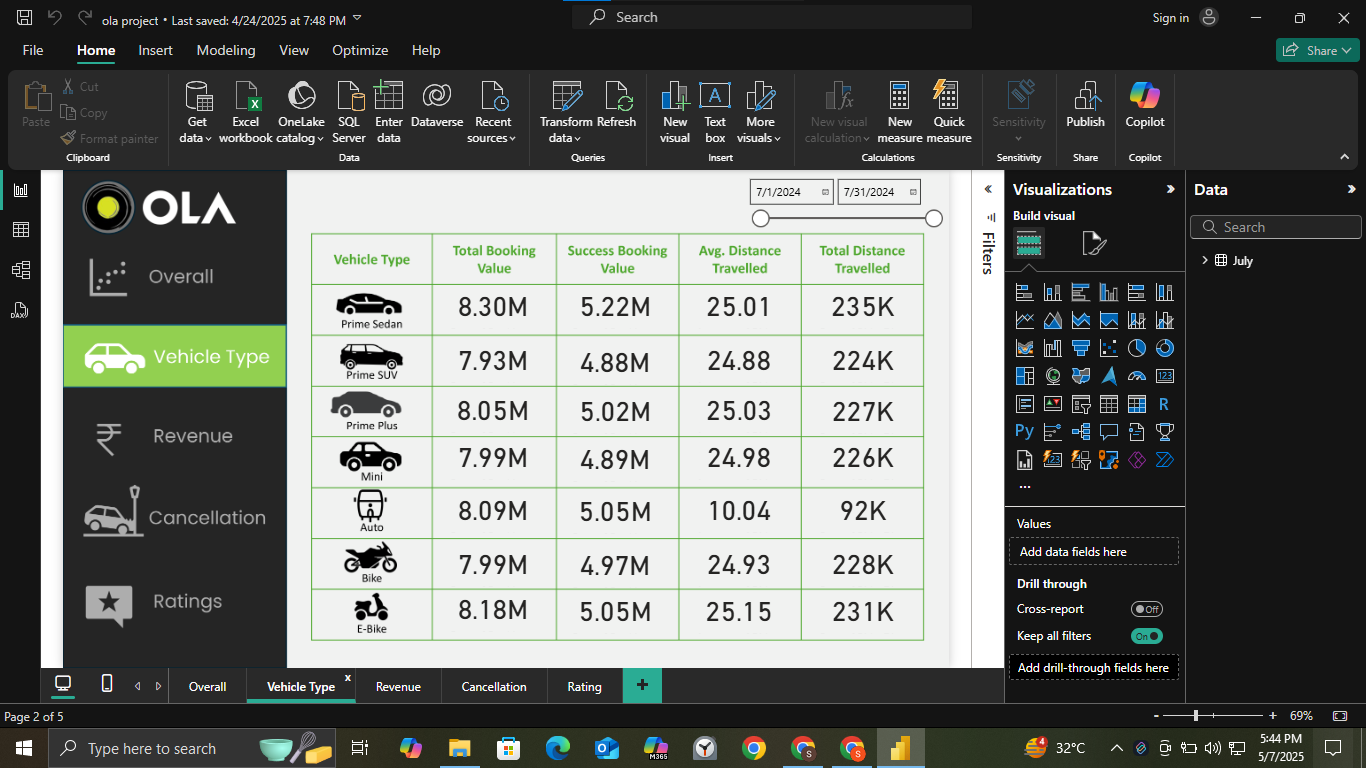 ola project • Last saved: 4/24/2025 at 7:48 PM
Search
Sign in
File
Home
Insert
Modeling
View
Optimize
Help
Share
Paste
Cut
Copy
Format painter
Clipboard
Get data
Excel workbook
OneLake catalog
SQL Server
Enter data
Dataverse
Recent sources
Data
Transform data
Refresh
Queries
New visual
Text box
More visuals
Insert
New visual calculation
New measure
Quick measure
Calculations
Sensitivity
Sensitivity
Publish
Share
Copilot
Copilot
OLA
Overall
Vehicle Type
Revenue
Cancellation
Ratings
7/1/2024 7/31/2024
Vehicle Type Total Booking Value Success Booking Value Avg. Distance Travelled Total Distance Travelled
Prime Sedan 8.30M 5.22M 25.01 235K
Prime SUV 7.93M 4.88M 24.88 224K
Prime Plus 8.05M 5.02M 25.03 227K
Mini 7.99M 4.89M 24.98 226K
Auto 8.09M 5.05M 10.04 92K
Bike 7.99M 4.97M 24.93 228K
E-Bike 8.18M 5.05M 25.15 231K
Filters
Visualizations
Build visual
123
R
Py
123
...
Values
Add data fields here
Drill through
Cross-report Off
Keep all filters On
Add drill-through fields here
Data
Search
July
DAX
Overall
Vehicle Type
x
Revenue
Cancellation
Rating
+
Page 2 of 5
- + 69%
Type here to search
M365
S
S
4
32°C
5:44 PM
5/7/2025